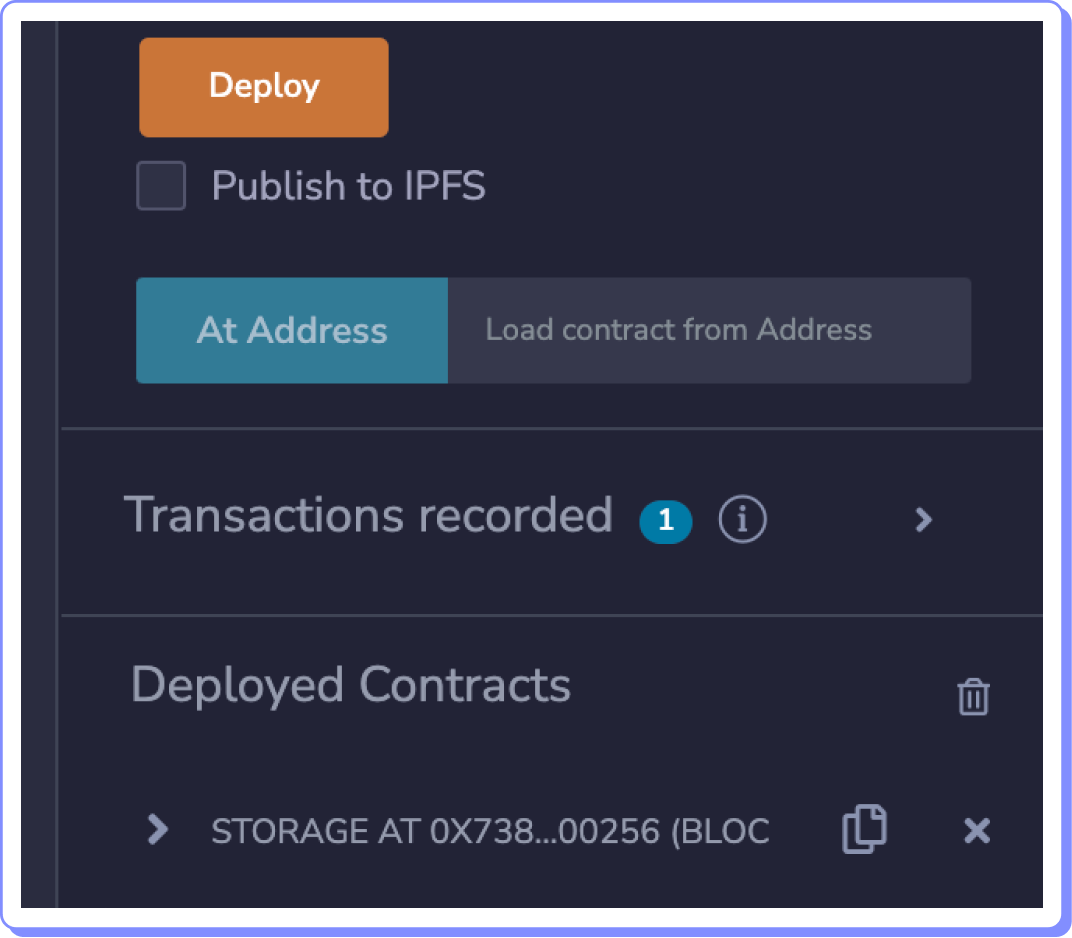 Deploy
Publish to IPFS
At Address Load contract from Address
Transactions recorded 1
Deployed Contracts
STORAGE AT 0X738...00256 (BLOC